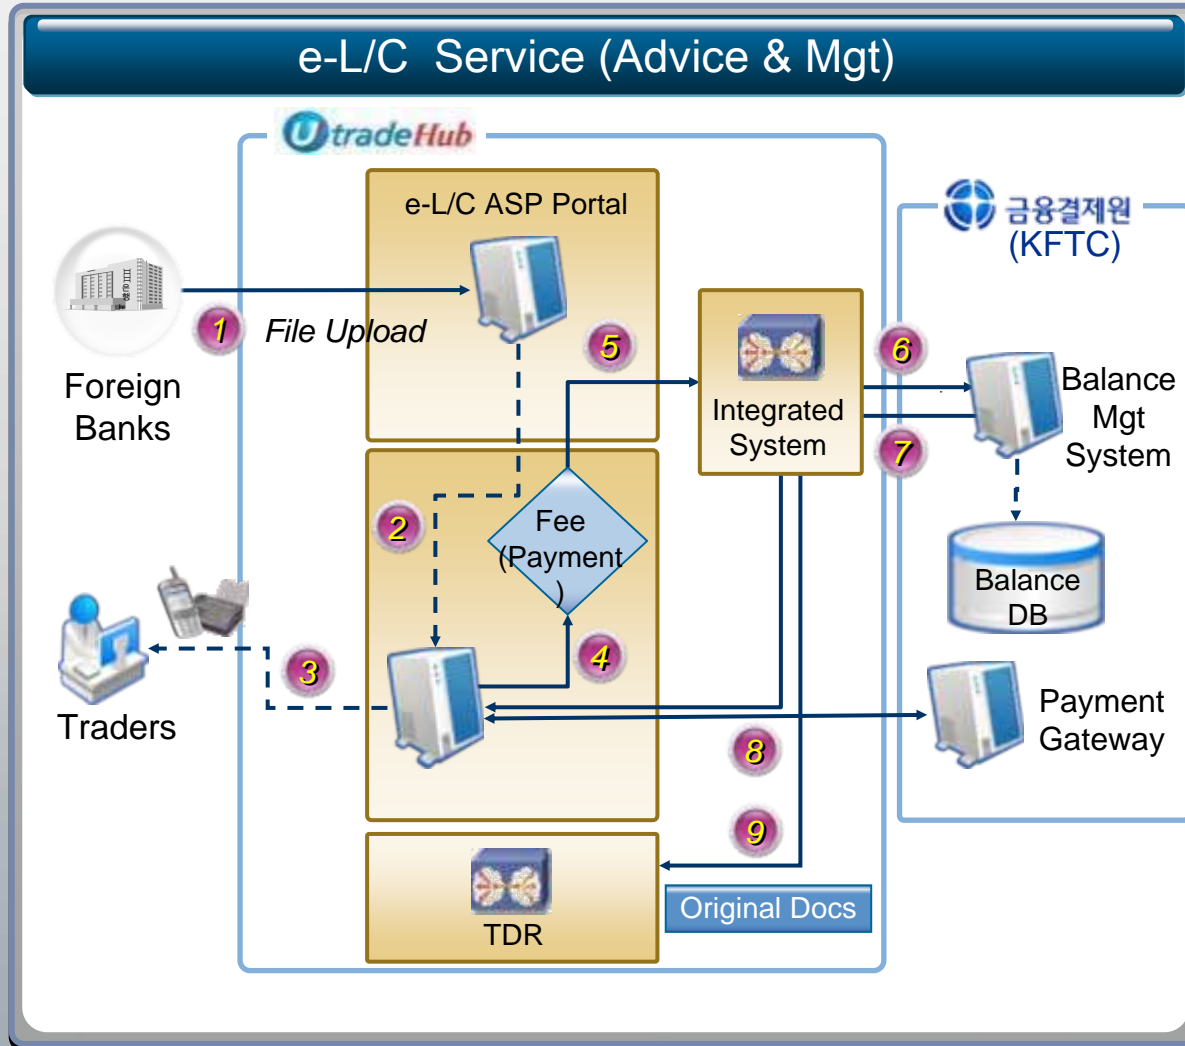 e-L/C Service (Advice & Mgt)
UtradeHub
e-L/C ASP Portal
금융결제원
(KFTC)
1
File Upload
Foreign
Banks
5
Integrated
System
6
7
Balance
Mgt
System
2
Fee
(Payment
)
Balance
DB
3
4
Traders
Payment
Gateway
8
9
TDR
Original Docs